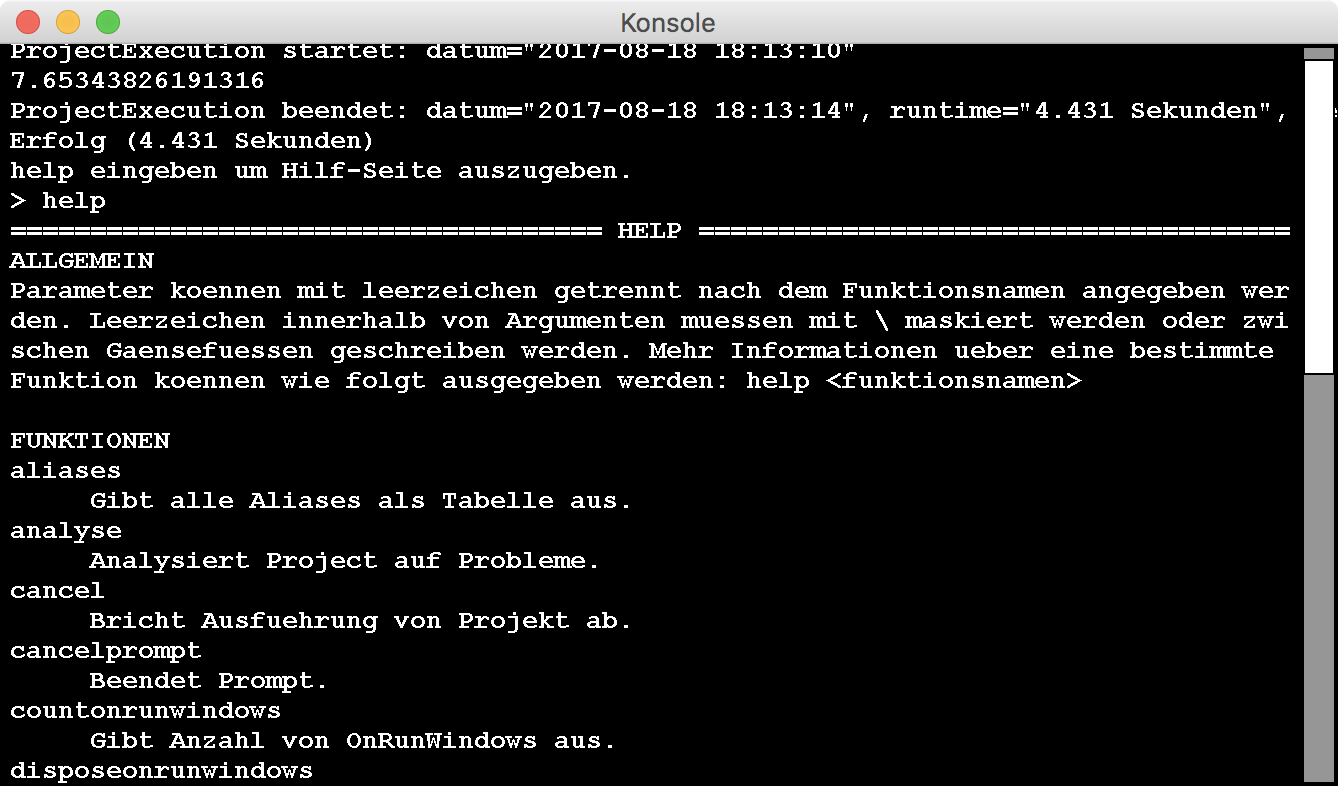 Konsole
ProjectExecution startet: datum="2017-08-18 18:13:10"
7.65343826191316
ProjectExecution beendet: datum="2017-08-18 18:13:14", runtime="4.431 Sekunden",
Erfolg (4.431 Sekunden)
help eingeben um Hilf-Seite auszugeben.
> help
===================================== HELP =====================================
ALLGEMEIN
Parameter koennen mit leerzeichen getrennt nach dem Funktionsnamen angegeben wer
den. Leerzeichen innerhalb von Argumenten muessen mit \ maskiert werden oder zwi
schen Gaensefuessen geschreiben werden. Mehr Informationen ueber eine bestimmte
Funktion koennen wie folgt ausgegeben werden: help <funktionsnamen>

FUNKTIONEN
aliases
     Gibt alle Aliases als Tabelle aus.
analyse
     Analysiert Project auf Probleme.
cancel
     Bricht Ausfuehrung von Projekt ab.
cancelprompt
     Beendet Prompt.
countonrunwindows
     Gibt Anzahl von OnRunWindows aus.
disposeonrunwindows